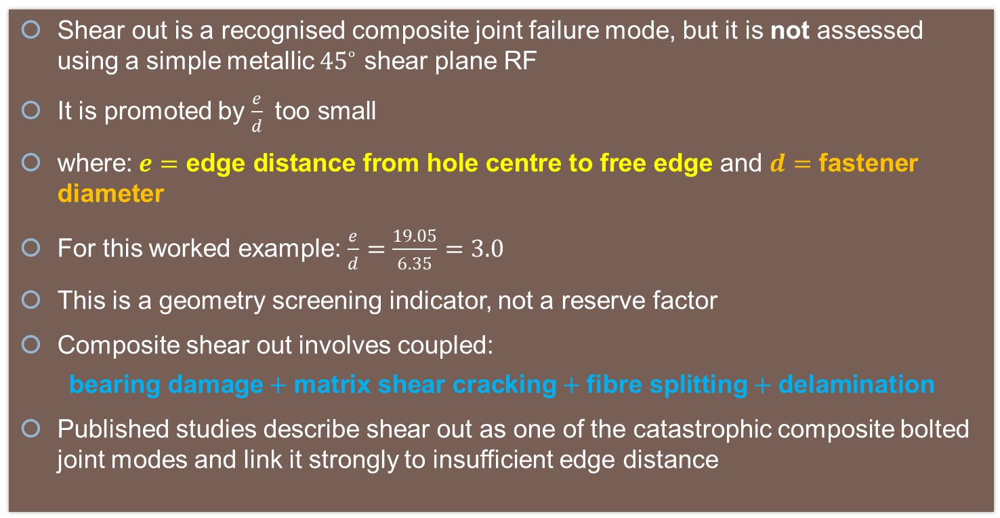 Shear out is a recognised composite joint failure mode, but it is not assessed
using a simple metallic 45° shear plane RF
It is promoted by e/d too small
where: e = edge distance from hole centre to free edge and d = fastener
diameter
For this worked example: e/d = 19.05/6.35 = 3.0
This is a geometry screening indicator, not a reserve factor
Composite shear out involves coupled:
bearing damage + matrix shear cracking + fibre splitting + delamination
Published studies describe shear out as one of the catastrophic composite bolted
joint modes and link it strongly to insufficient edge distance